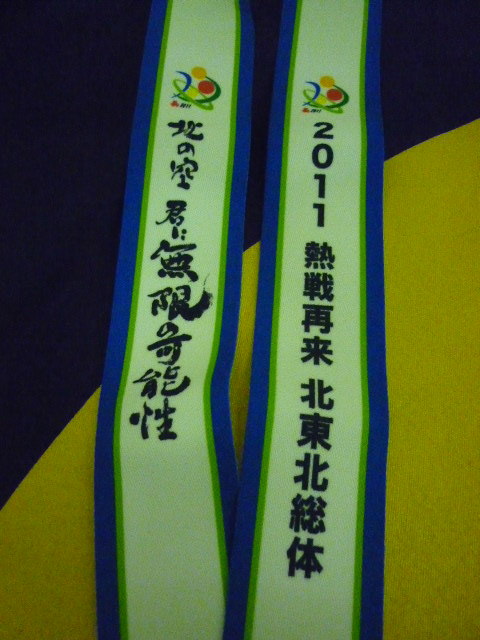 2011 熱戦再来 北東北総体
北の空 君に無限の可能性